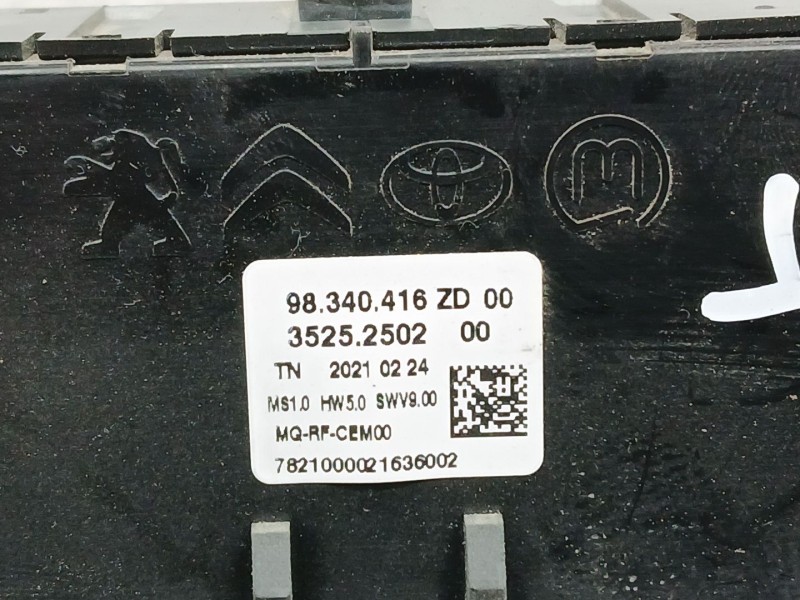 98.340.416 ZD 00
3525.2502 00
TN 2021 02 24
MS1.0 HW5.0 SWV9.00
MQ-RF-CEM00
7821000021636002